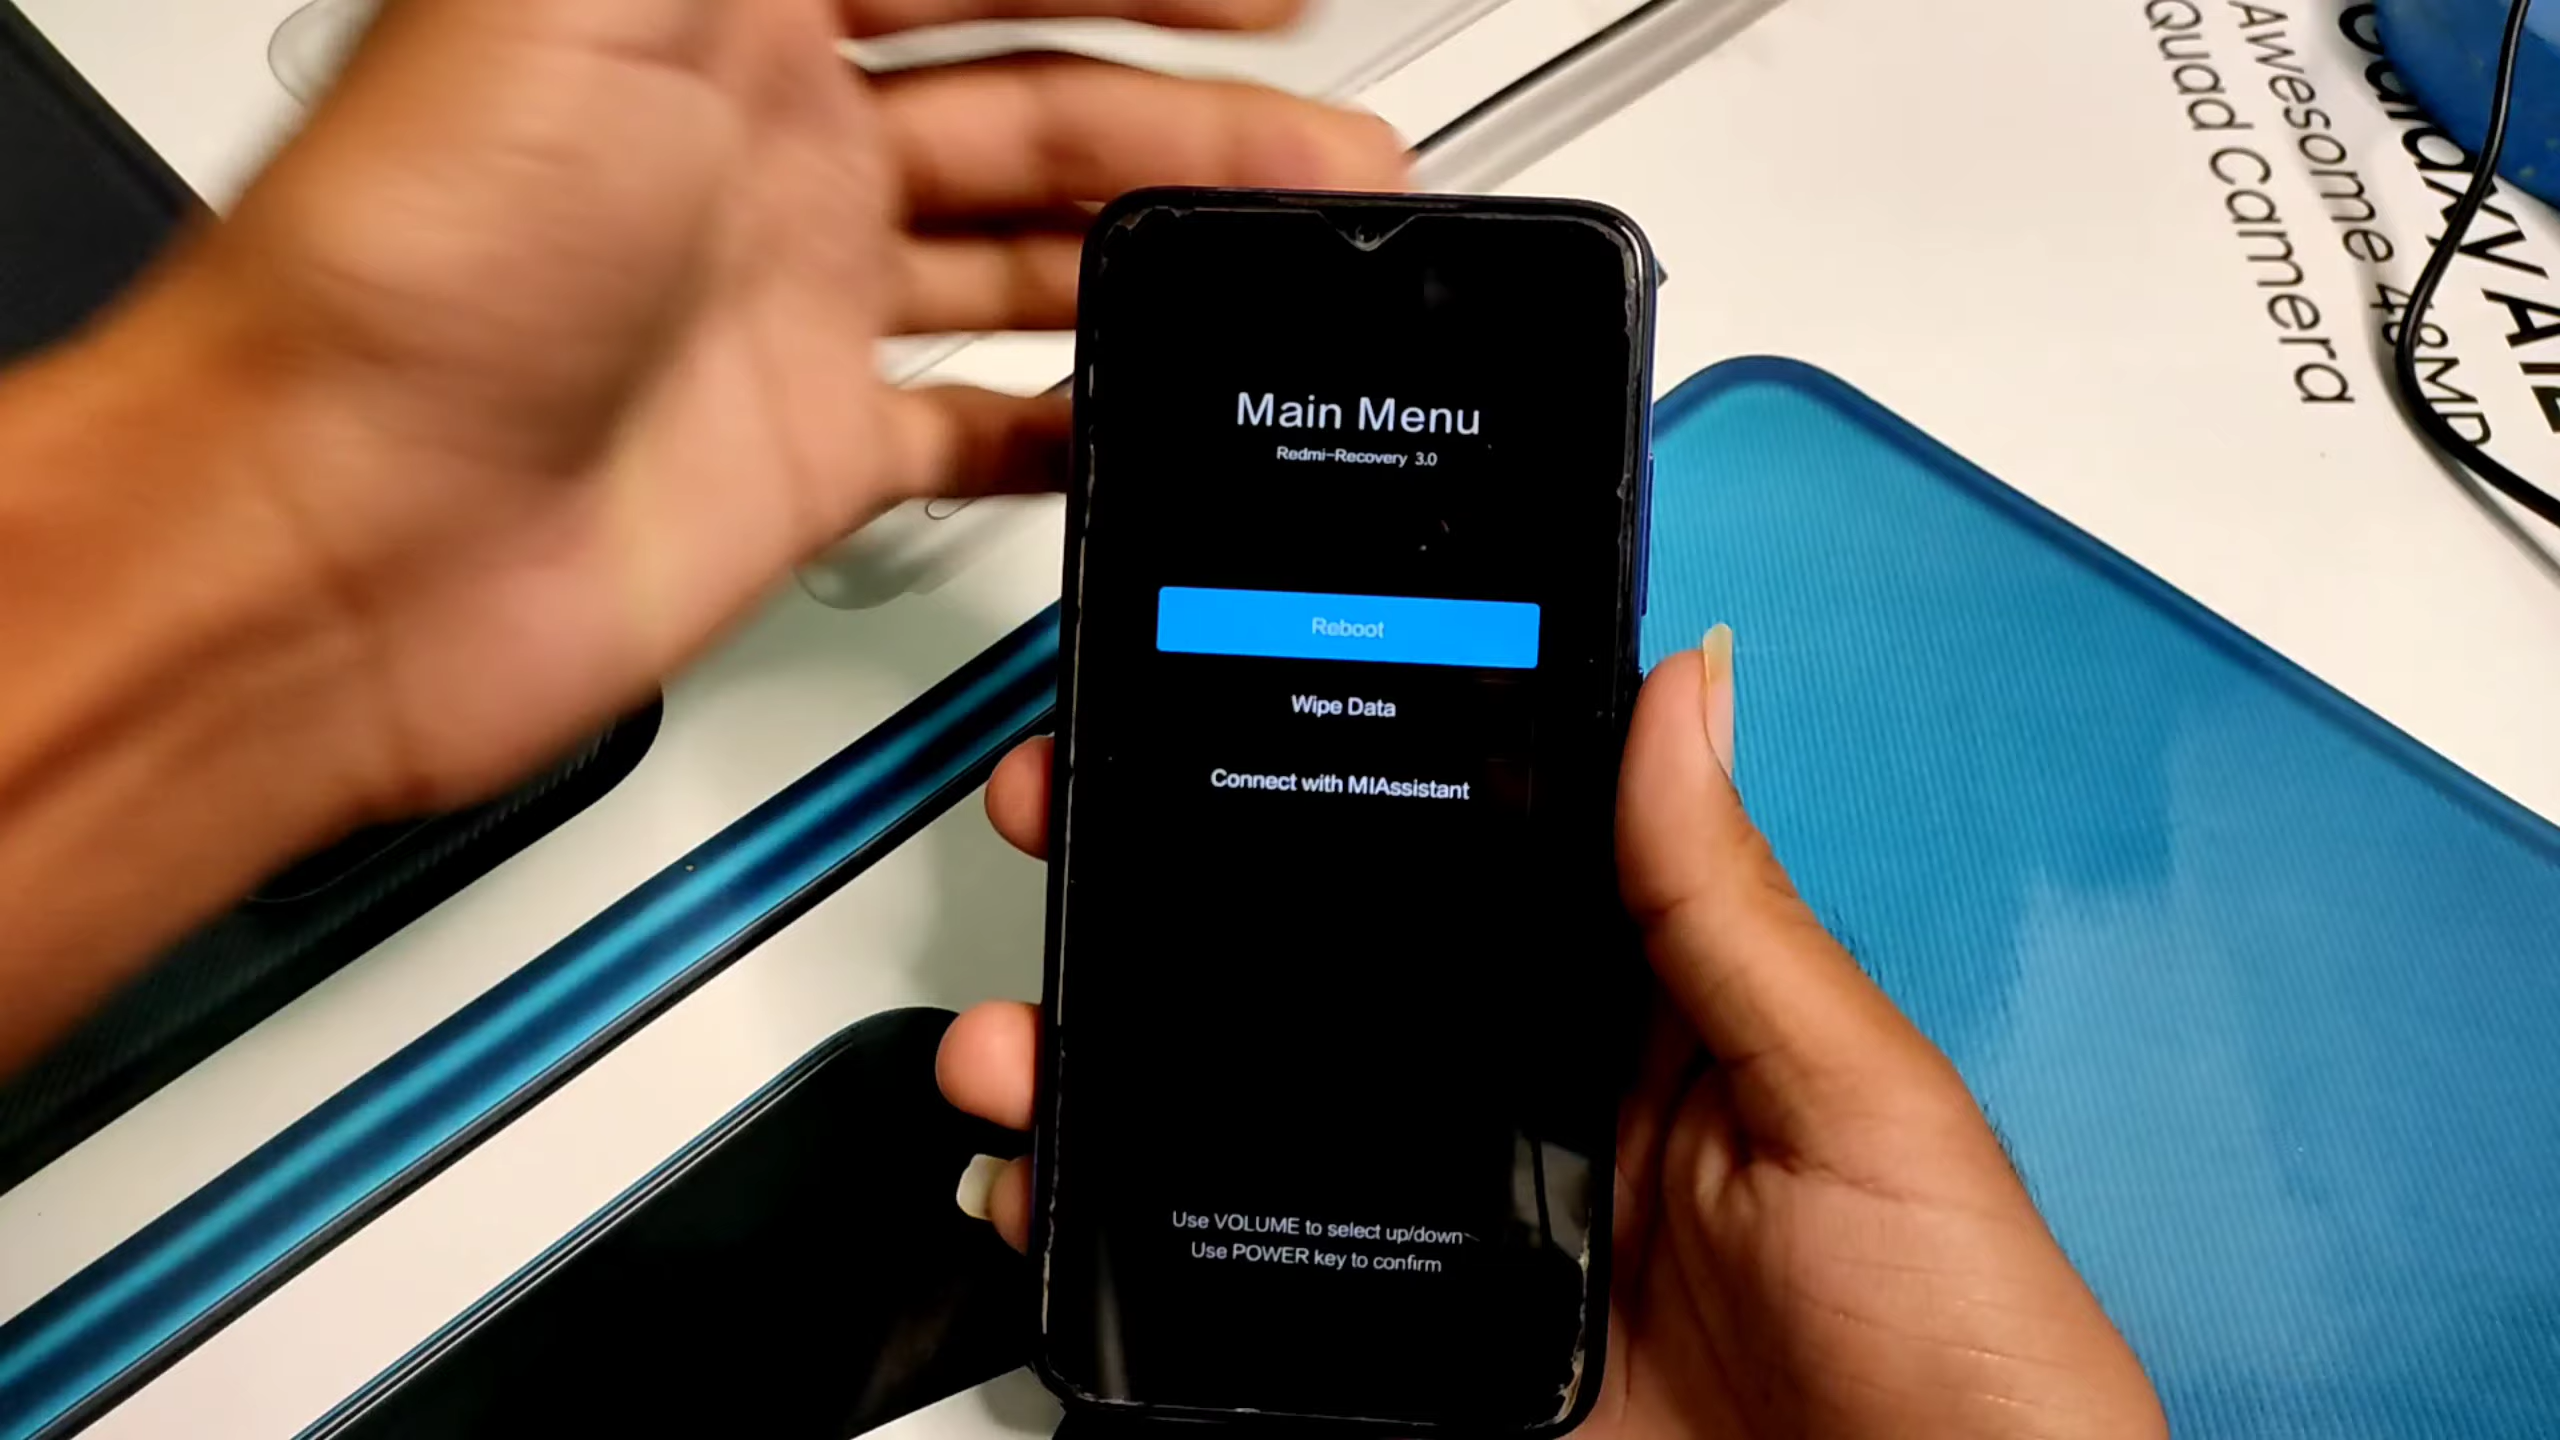 Main Menu
Redmi-Recovery 3.0
Reboot
Wipe Data
Connect with MIAssistant
Use VOLUME to select up/down
Use POWER key to confirm
Awesome 48MP
Quad Camera